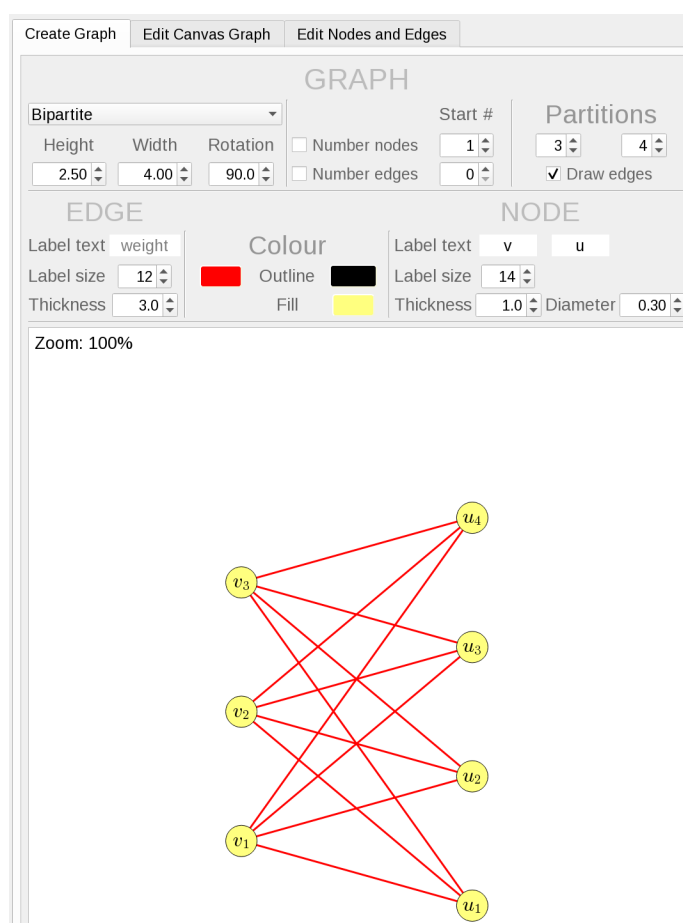 Create Graph Edit Canvas Graph Edit Nodes and Edges
GRAPH
Bipartite Start # Partitions
Height Width Rotation Number nodes 1 3 4
2.50 4.00 90.0 Number edges 0 Draw edges
EDGE NODE
Label text weight Colour Label text v u
Label size 12 Outline Label size 14
Thickness 3.0 Fill Thickness 1.0 Diameter 0.30
Zoom: 100%
u4
v3
u3
v2
u2
v1
u1